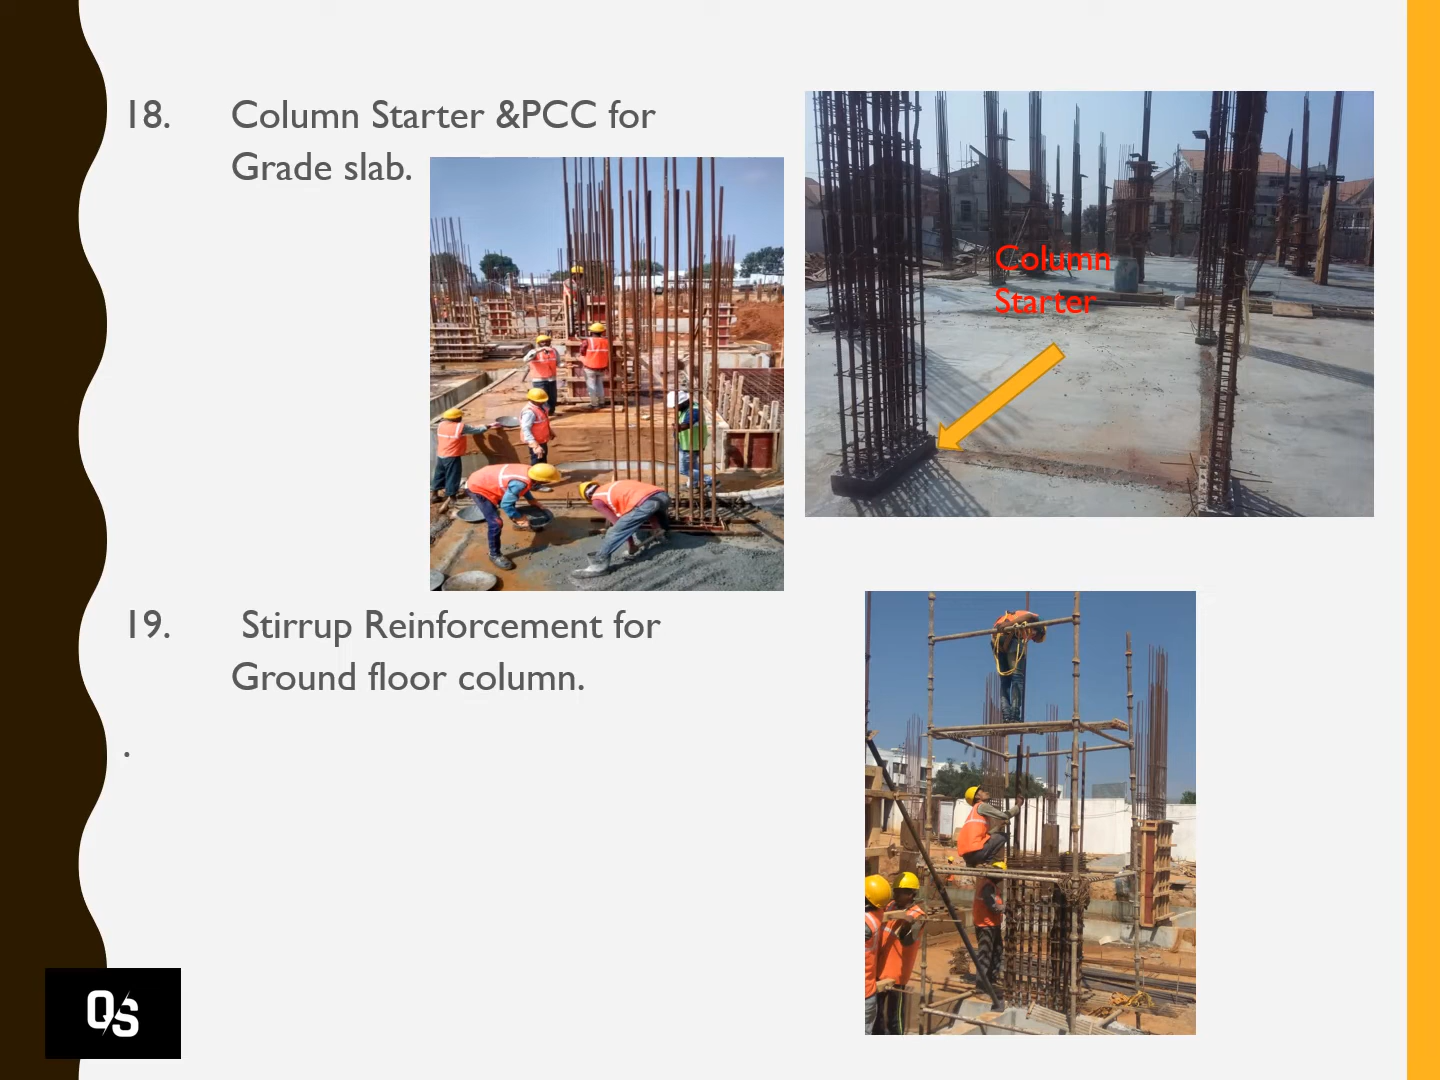 18. Column Starter &PCC for
Grade slab.
Column
Starter
19. Stirrup Reinforcement for
Ground floor column.
.
QS